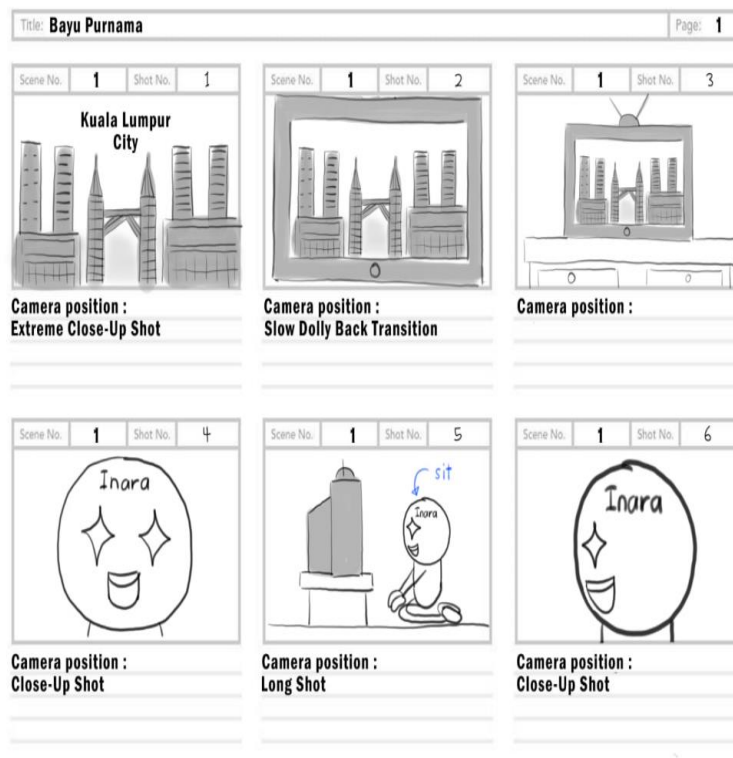 Title: Bayu Purnama
Page: 1
Scene No. 1 Shot No. 1
Kuala Lumpur
City
Camera position :
Extreme Close-Up Shot
Scene No. 1 Shot No. 2
Camera position :
Slow Dolly Back Transition
Scene No. 1 Shot No. 3
Camera position :
Scene No. 1 Shot No. 4
Inara
Camera position :
Close-Up Shot
Scene No. 1 Shot No. 5
sit
Inara
Camera position :
Long Shot
Scene No. 1 Shot No. 6
Inara
Camera position :
Close-Up Shot